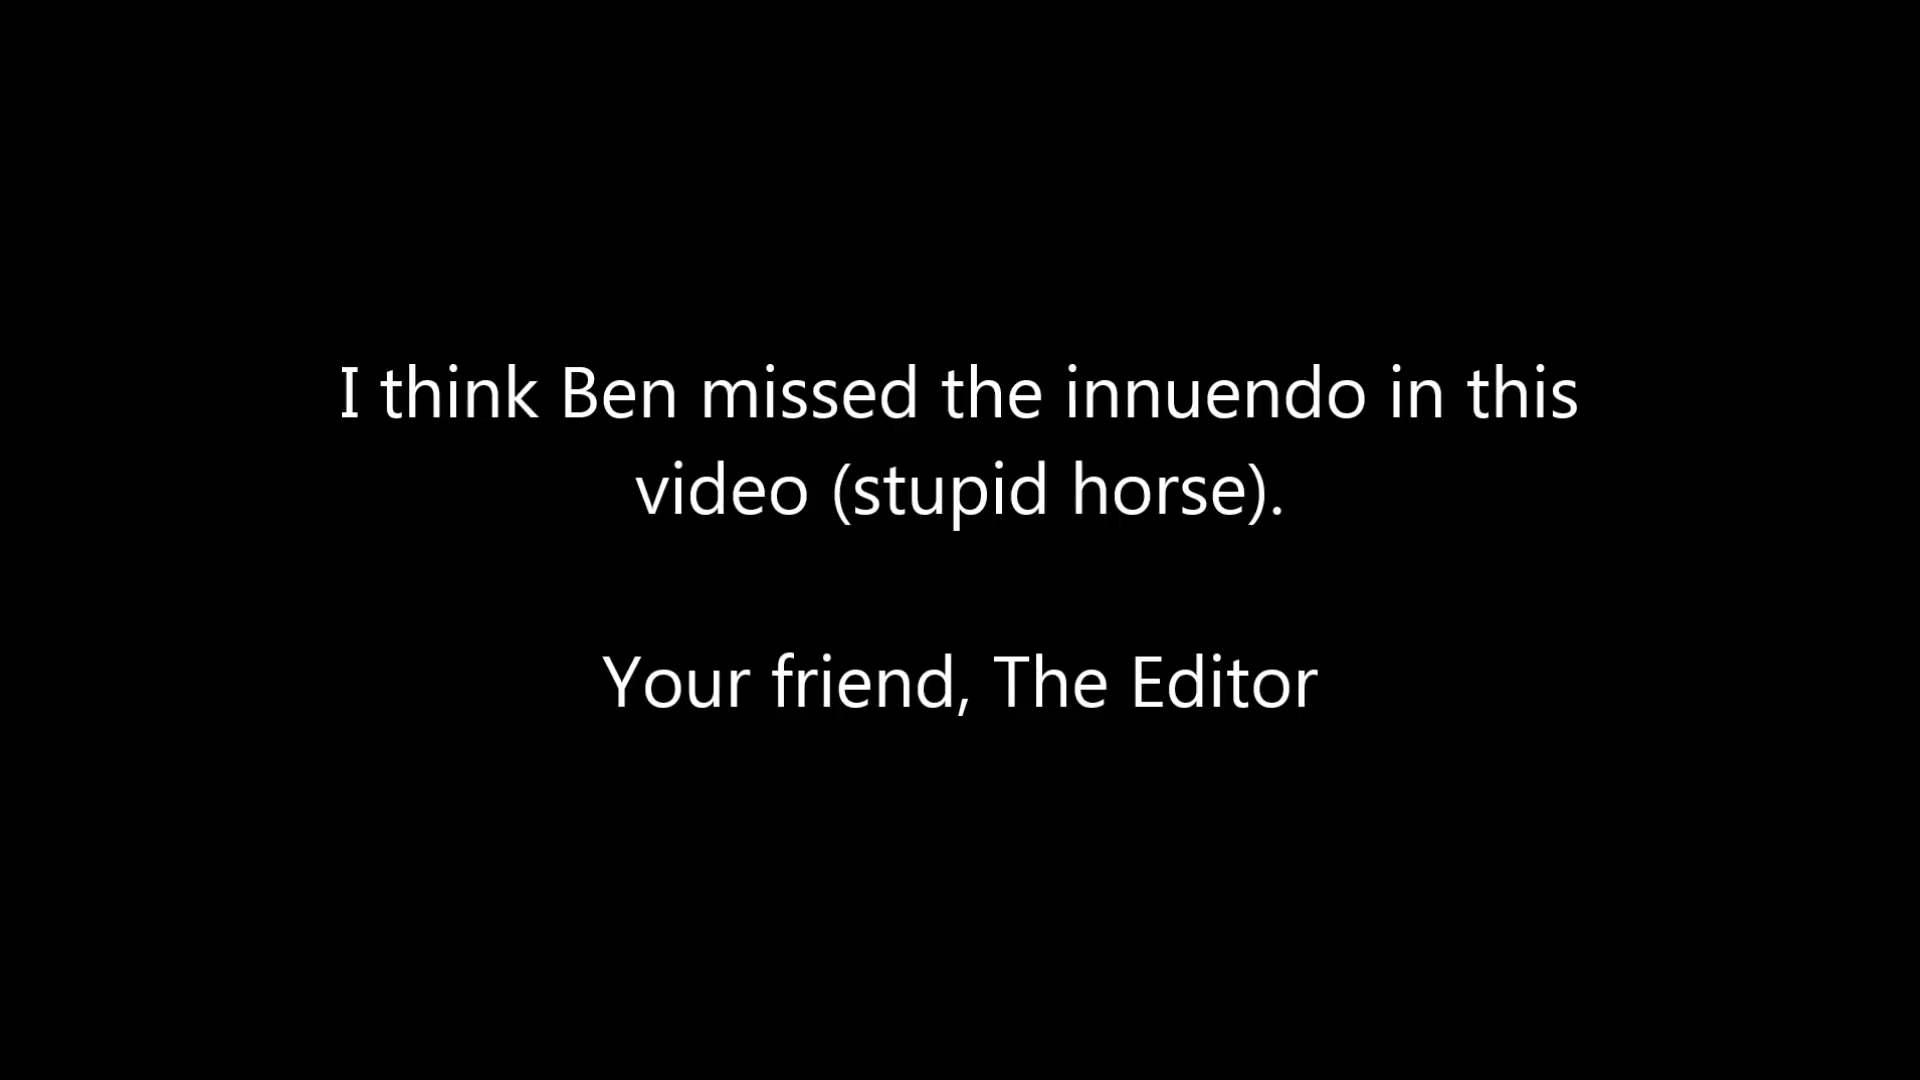 I think Ben missed the innuendo in this
video (stupid horse).
Your friend, The Editor